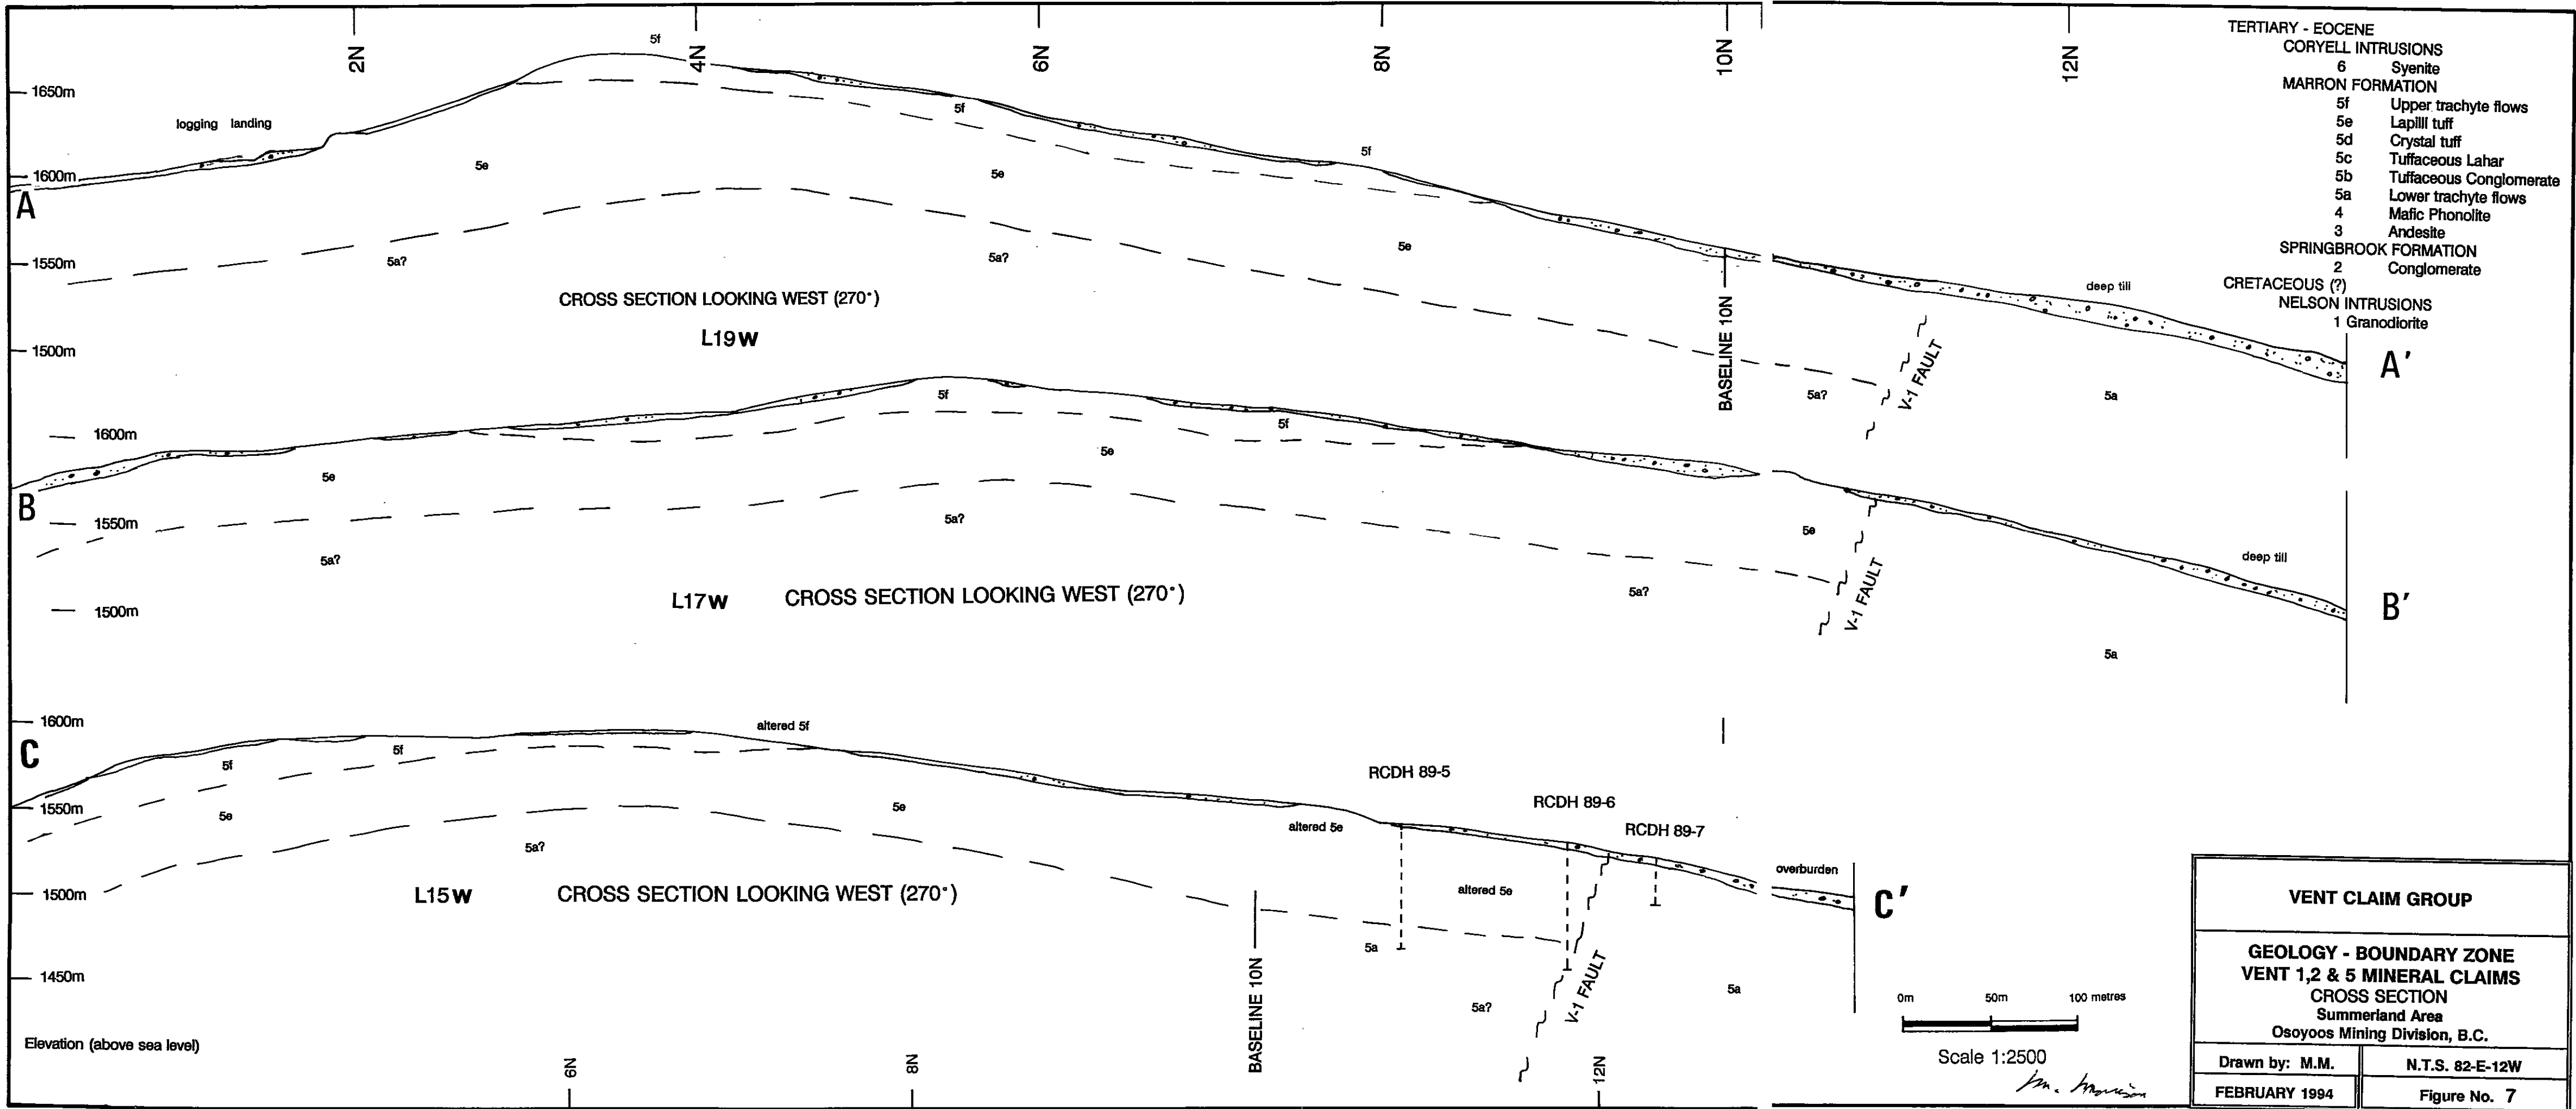 2N
4N
6N
8N
10N
12N
TERTIARY - EOCENE
CORYELL INTRUSIONS
6 Syenite
MARRON FORMATION
5f Upper trachyte flows
5e Lapilli tuff
5d Crystal tuff
5c Tuffaceous Lahar
5b Tuffaceous Conglomerate
5a Lower trachyte flows
4 Mafic Phonolite
3 Andesite
SPRINGBROOK FORMATION
2 Conglomerate
CRETACEOUS (?)
NELSON INTRUSIONS
1 Granodiorite
5f
1650m
logging landing
5f
5f
1600m
5e
5e
A
5e
1550m
5a?
5a?
deep till
CROSS SECTION LOOKING WEST (270°)
L19W
1500m
BASELINE 10N
V-1 FAULT
A'
5a?
5a
5f
5f
1600m
5e
5e
B
1550m
5a?
5e
5a?
deep till
L17W CROSS SECTION LOOKING WEST (270°)
5a?
V-1 FAULT
1500m
B'
5a
1600m
altered 5f
C
5f
5f
RCDH 89-5
RCDH 89-6
RCDH 89-7
1550m
5e
5e
altered 5e
5a?
overburden
1500m
L15W CROSS SECTION LOOKING WEST (270°)
altered 5e
C'
5a
1450m
BASELINE 10N
V-1 FAULT
5a?
5a
Elevation (above sea level)
6N
8N
12N
0m 50m 100 metres
Scale 1:2500
VENT CLAIM GROUP
GEOLOGY - BOUNDARY ZONE
VENT 1,2 & 5 MINERAL CLAIMS
CROSS SECTION
Summerland Area
Osoyoos Mining Division, B.C.
Drawn by: M.M.
N.T.S. 82-E-12W
FEBRUARY 1994
Figure No. 7